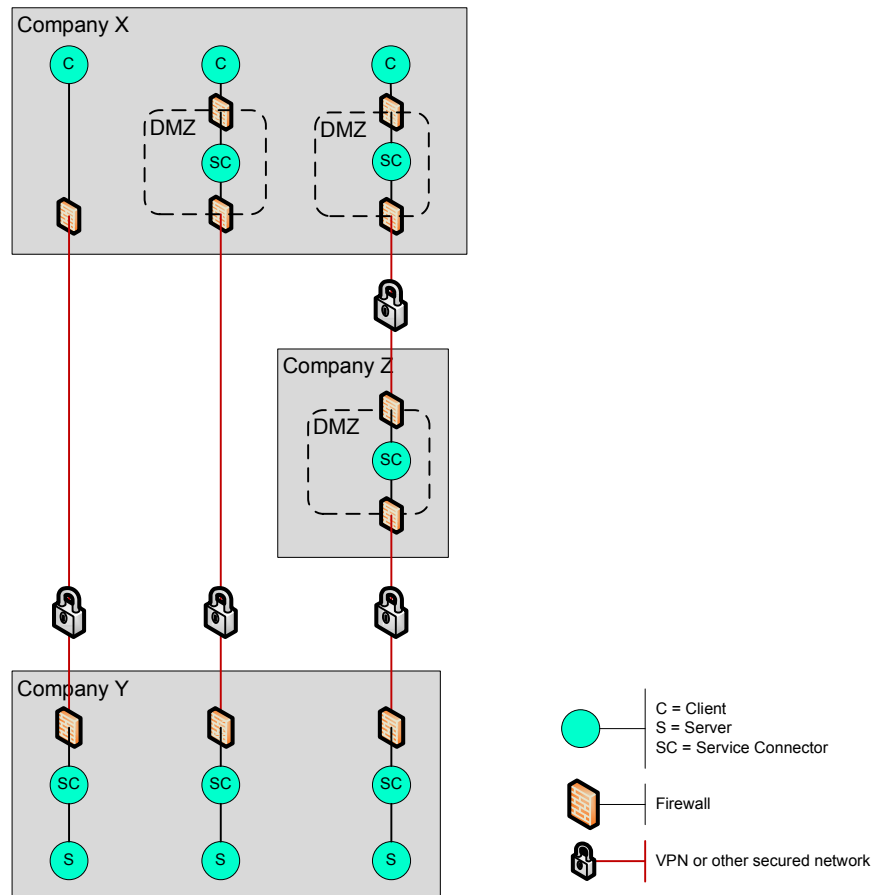 Company X
C
C
C
DMZ
DMZ
SC
SC
Company Z
DMZ
SC
Company Y
SC
SC
SC
S
S
S
C = Client
S = Server
SC = Service Connector
Firewall
VPN or other secured network